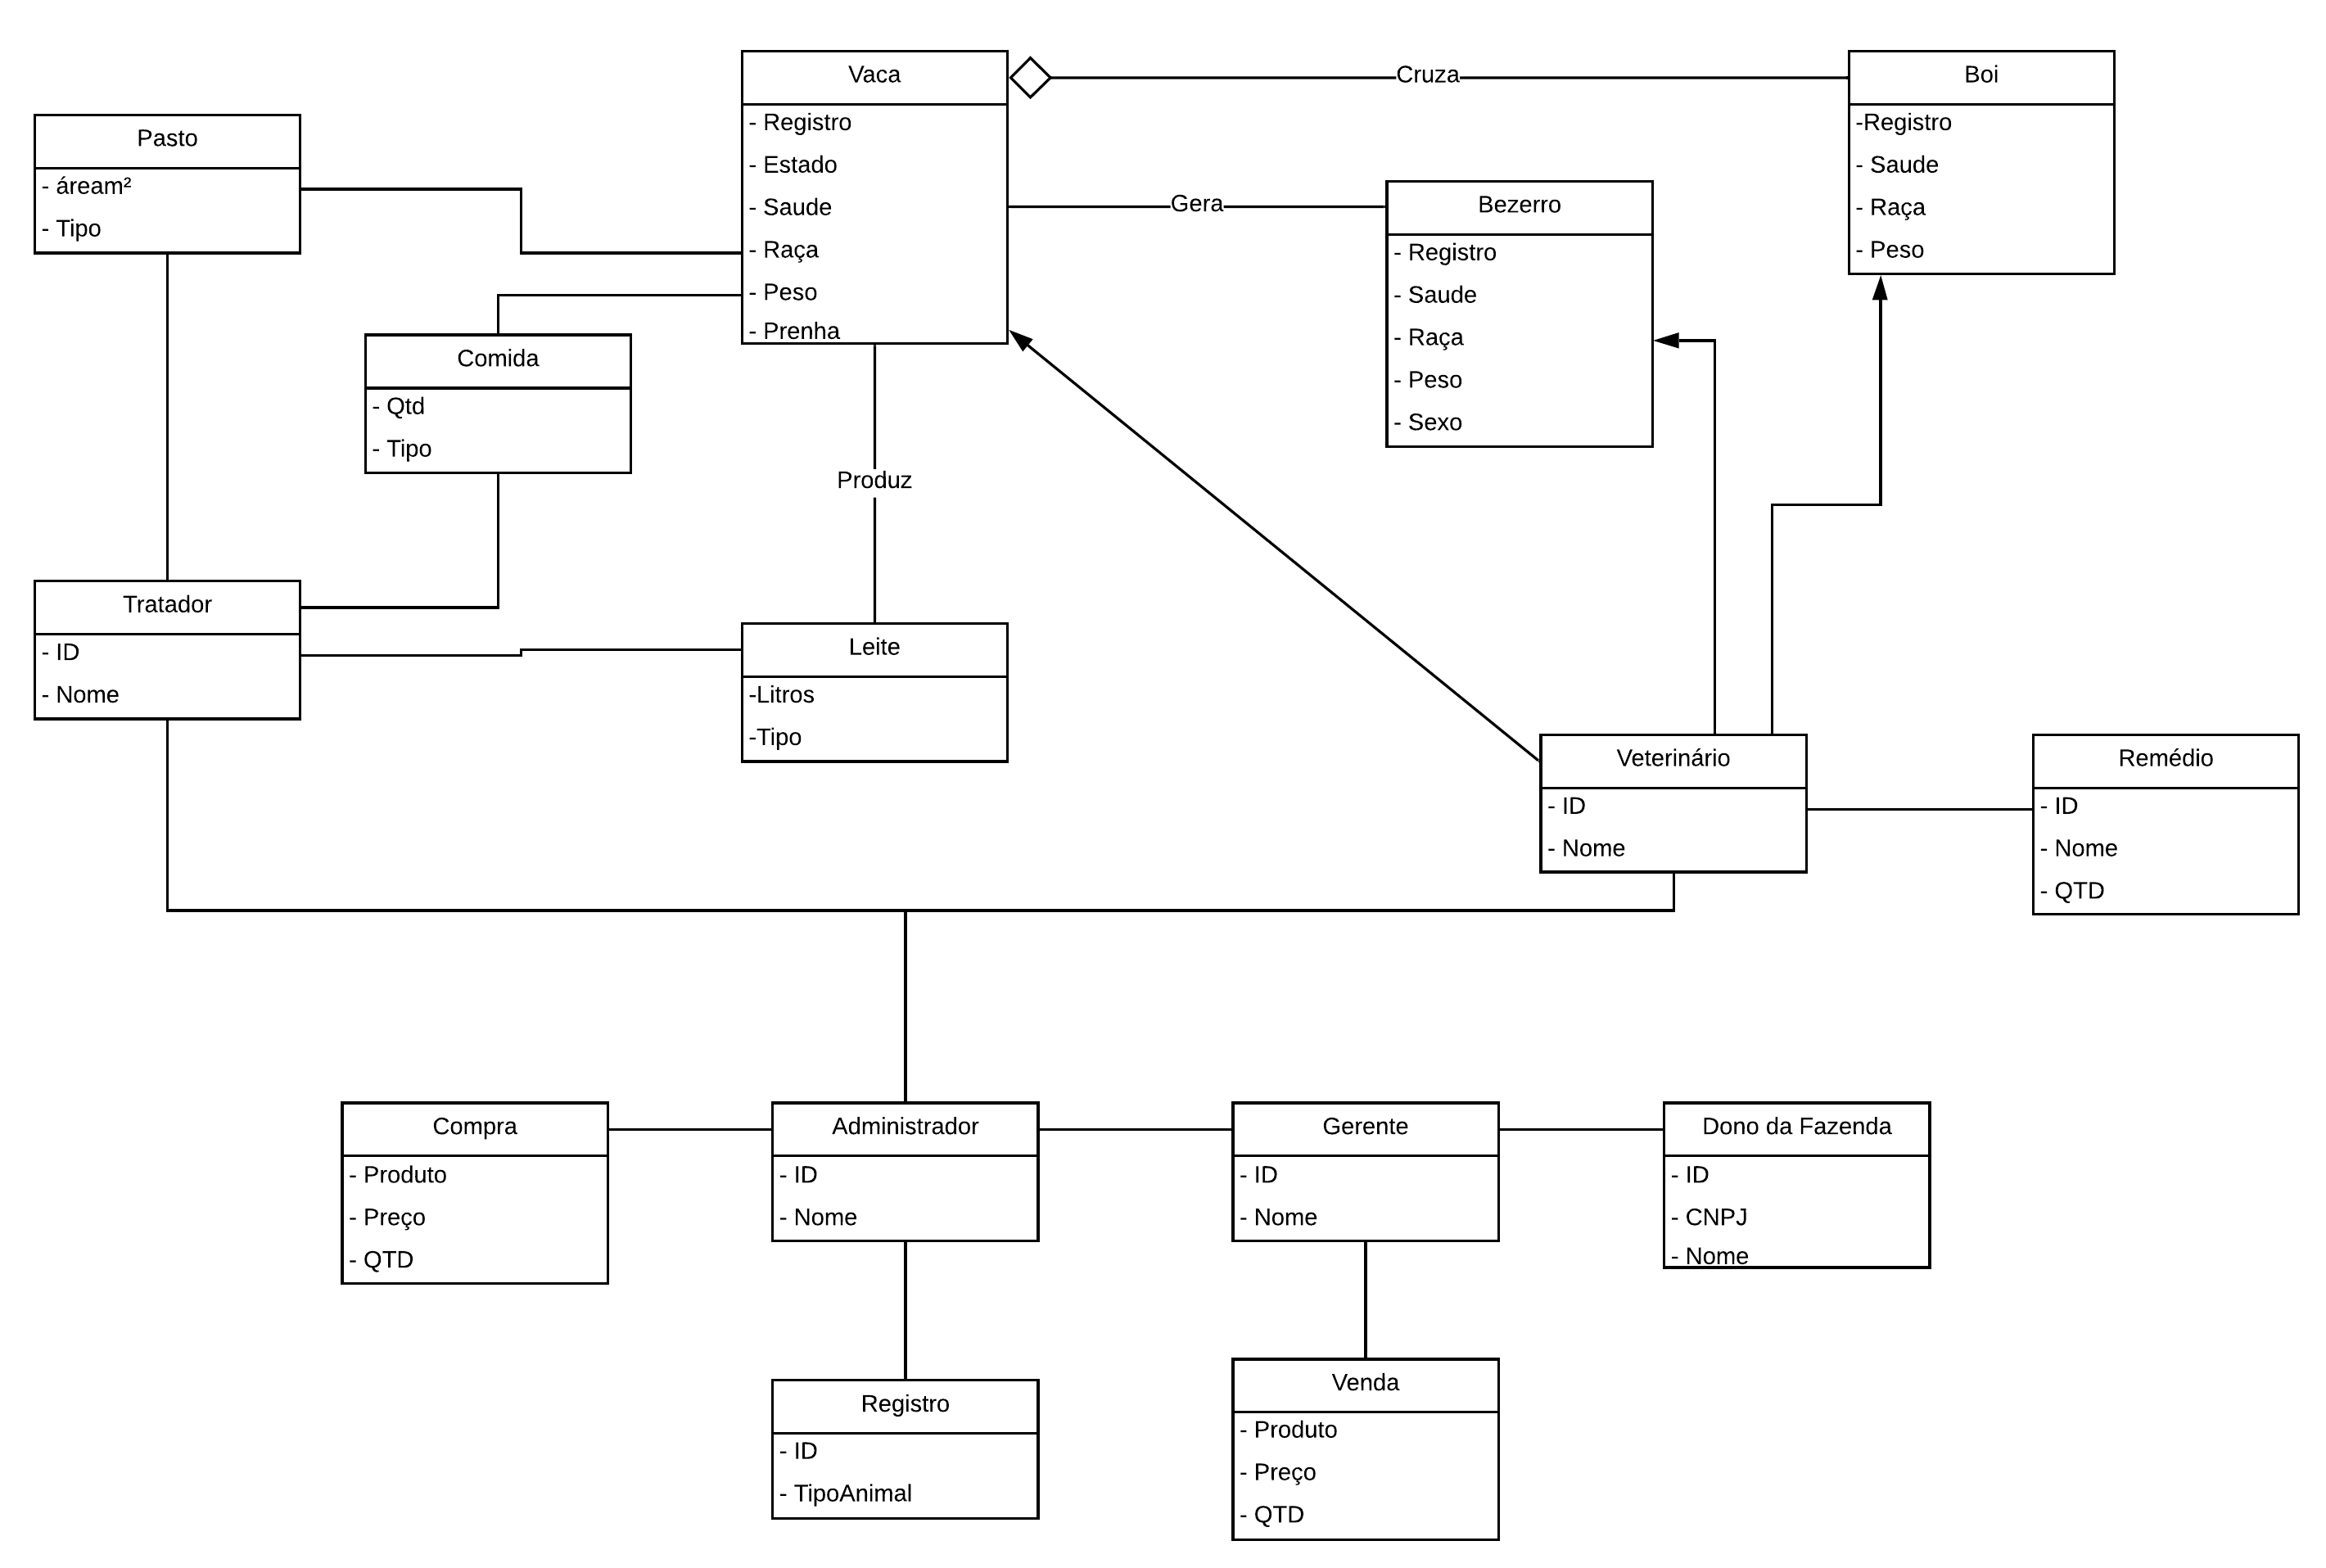 Vaca
- Registro
- Estado
- Saude
- Raça
- Peso
- Prenha
Cruza
Boi
-Registro
- Saude
- Raça
- Peso
Pasto
- áream²
- Tipo
Gera
Bezerro
- Registro
- Saude
- Raça
- Peso
- Sexo
Comida
- Qtd
- Tipo
Produz
Tratador
- ID
- Nome
Leite
-Litros
-Tipo
Veterinário
- ID
- Nome
Remédio
- ID
- Nome
- QTD
Compra
- Produto
- Preço
- QTD
Administrador
- ID
- Nome
Gerente
- ID
- Nome
Dono da Fazenda
- ID
- CNPJ
- Nome
Registro
- ID
- TipoAnimal
Venda
- Produto
- Preço
- QTD